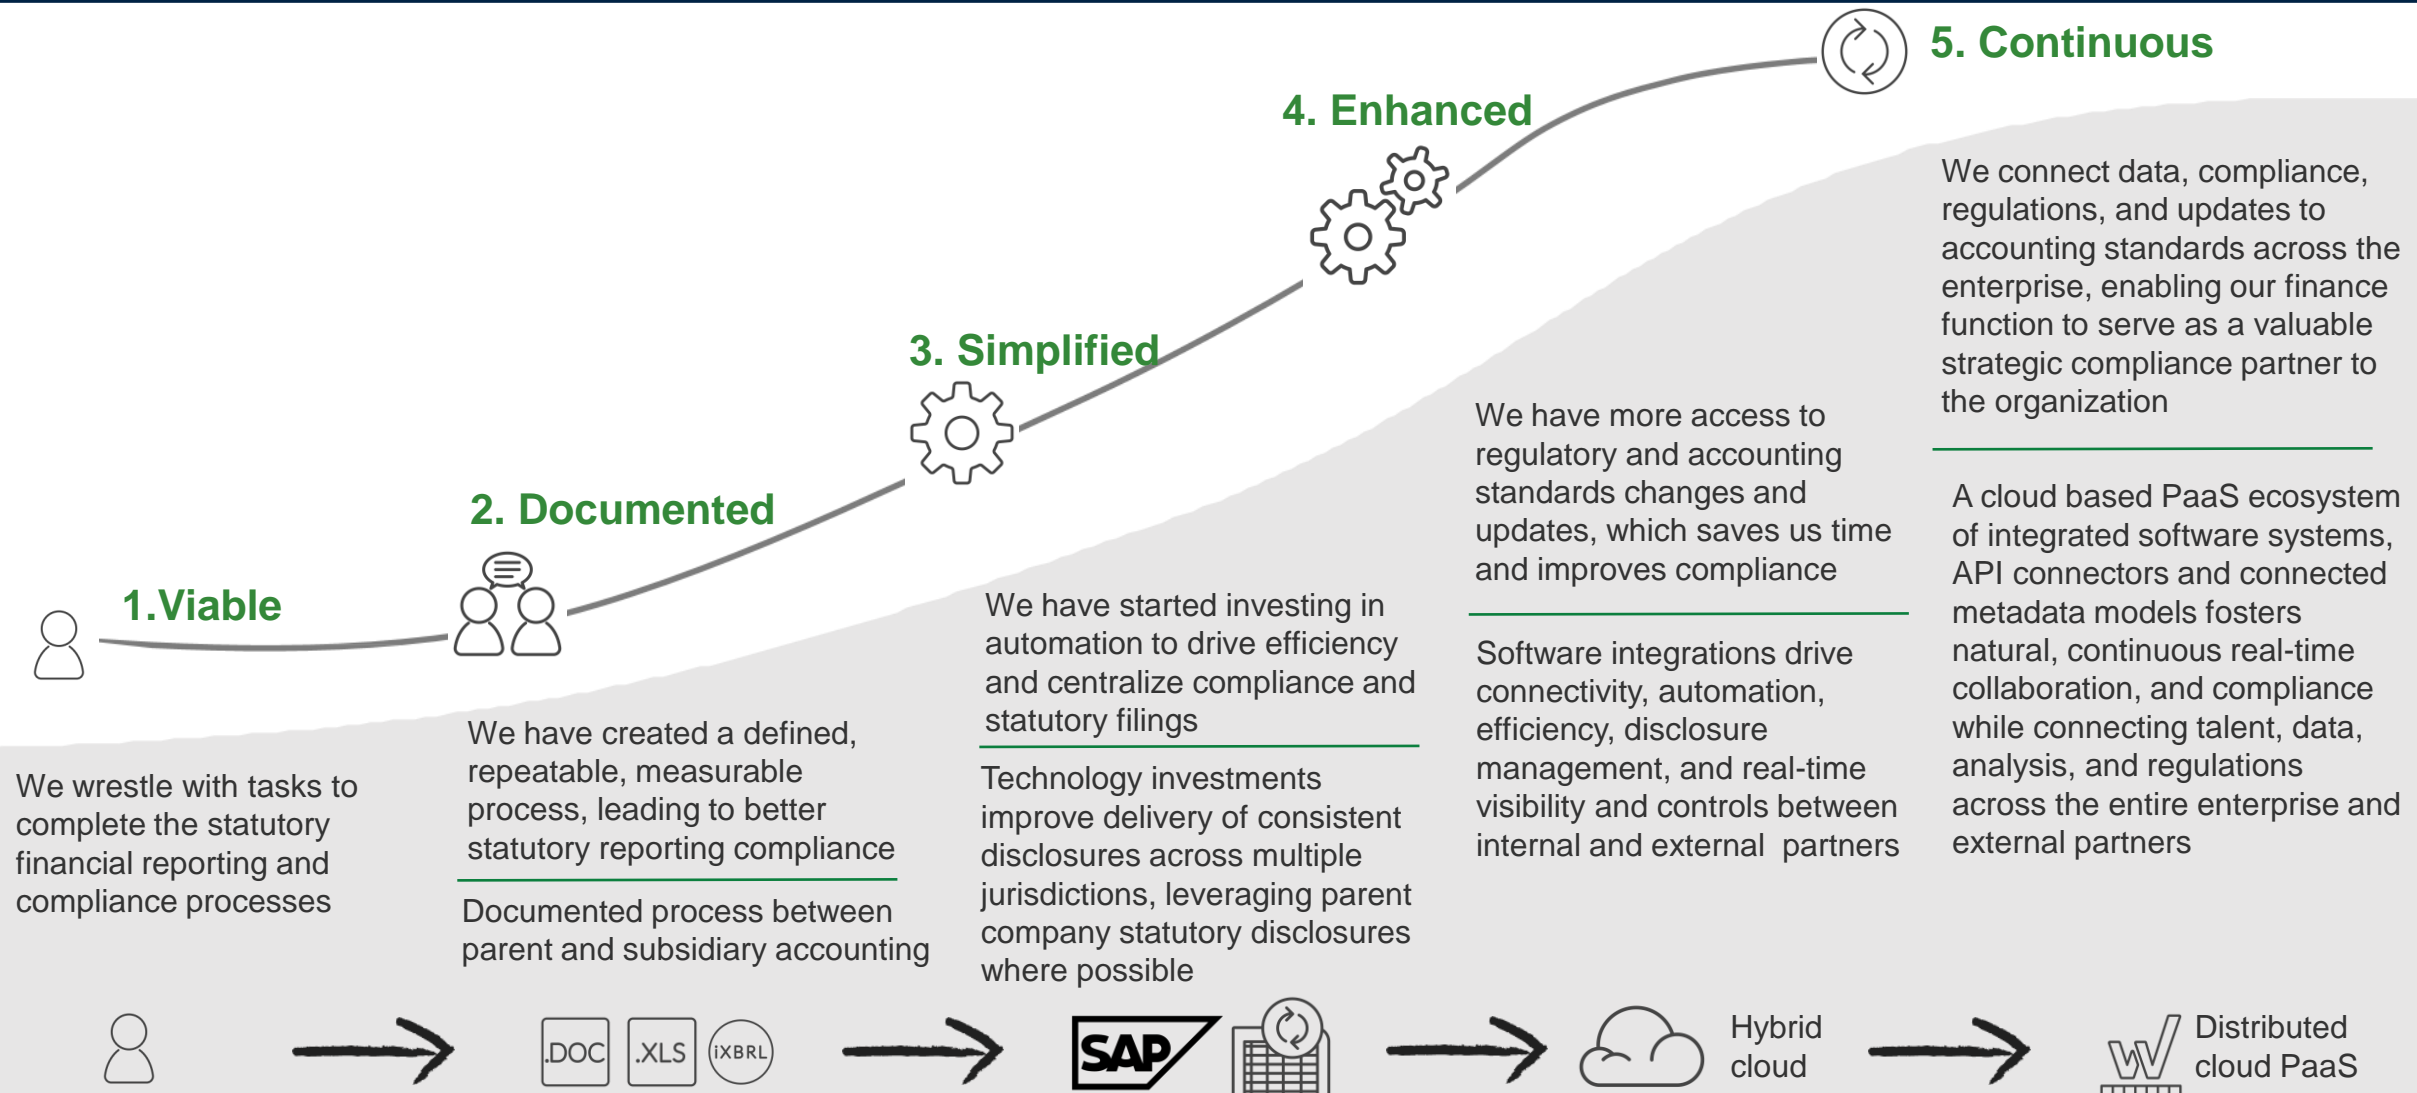 1.Viable
We wrestle with tasks to
complete the statutory
financial reporting and
compliance processes
2. Documented
We have created a defined,
repeatable, measurable
process, leading to better
statutory reporting compliance
Documented process between
parent and subsidiary accounting
3. Simplified
We have started investing in
automation to drive efficiency
and centralize compliance and
statutory filings
Technology investments
improve delivery of consistent
disclosures across multiple
jurisdictions, leveraging parent
company statutory disclosures
where possible
4. Enhanced
We have more access to
regulatory and accounting
standards changes and
updates, which saves us time
and improves compliance
Software integrations drive
connectivity, automation,
efficiency, disclosure
management, and real-time
visibility and controls between
internal and external  partners
5. Continuous
We connect data, compliance,
regulations, and updates to
accounting standards across the
enterprise, enabling our finance
function to serve as a valuable
strategic compliance partner to
the organization
A cloud based PaaS ecosystem
of integrated software systems,
API connectors and connected
metadata models fosters
natural, continuous real-time
collaboration, and compliance
while connecting talent, data,
analysis, and regulations
across the entire enterprise and
external partners
.DOC
.XLS
iXBRL
SAP
Hybrid
cloud
W
Distributed
cloud PaaS